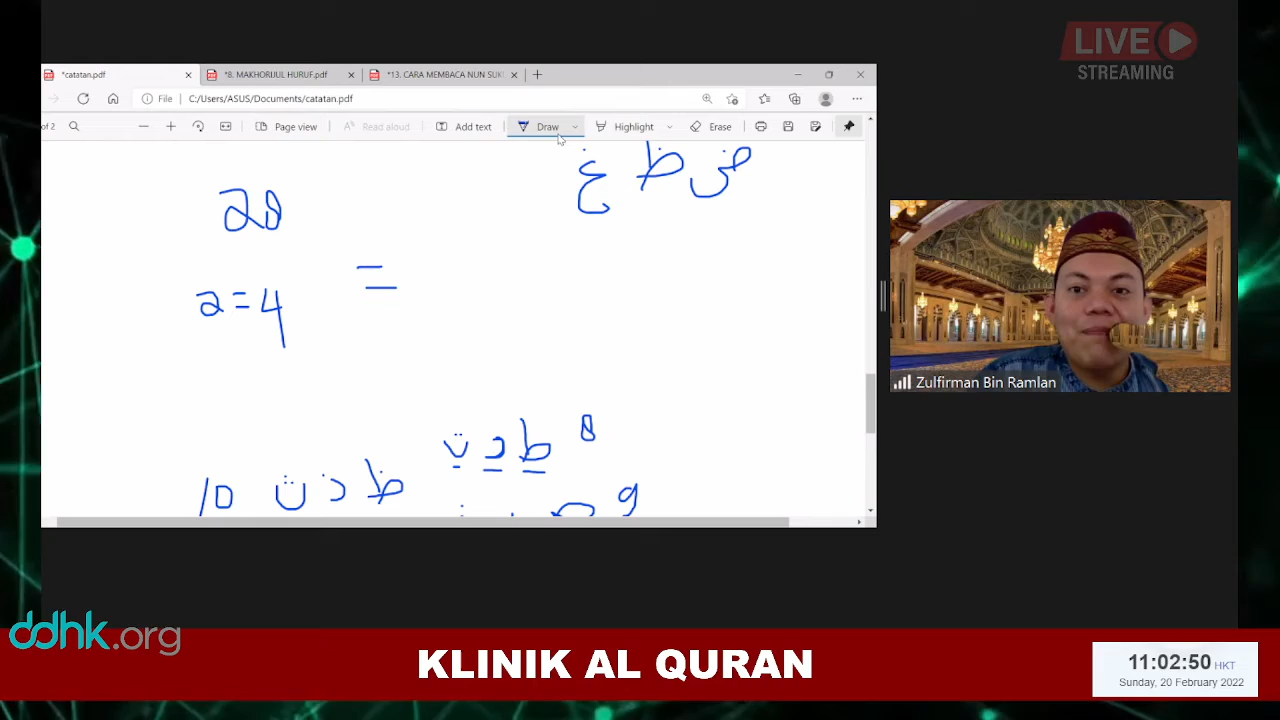 LIVE
STREAMING
*catatan.pdf
*8. MAKHORIJUL HURUF.pdf
*13. CARA MEMBACA NUN SUK
File
C:/Users/ASUS/Documents/catatan.pdf
of 2
Page view
Read aloud
Add text
Draw
Highlight
Erase
ض ظ غ
28
2=4 =
ط د ت 8
10
9
Zulfirman Bin Ramlan
ddhk.org
KLINIK AL QURAN
11:02:50 HKT
Sunday, 20 February 2022